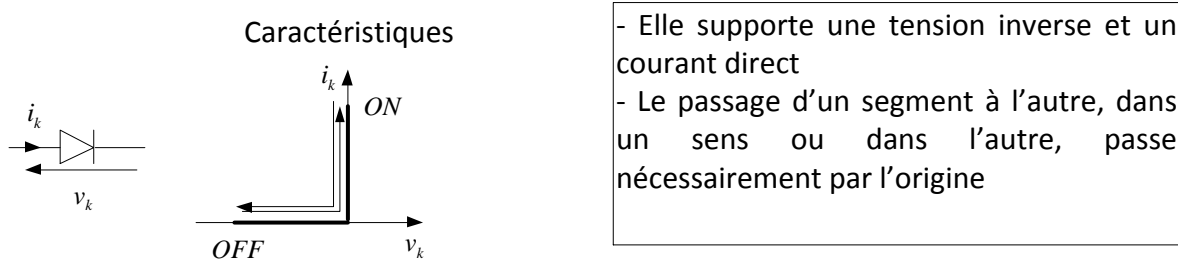 Caractéristiques
i_k
ON
i_k
v_k
OFF
v_k
- Elle supporte une tension inverse et un
courant direct
- Le passage d’un segment à l’autre, dans
un sens ou dans l’autre, passe
nécessairement par l’origine